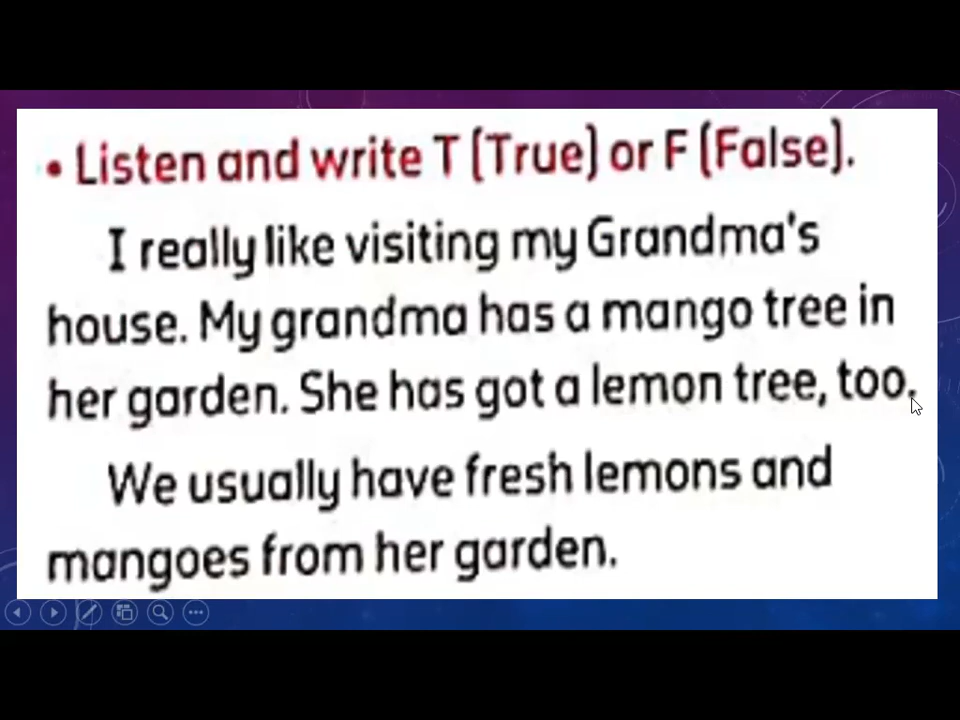 • Listen and write T (True) or F (False).
I really like visiting my Grandma's
house. My grandma has a mango tree in
her garden. She has got a lemon tree, too.
We usually have fresh lemons and
mangoes from her garden.